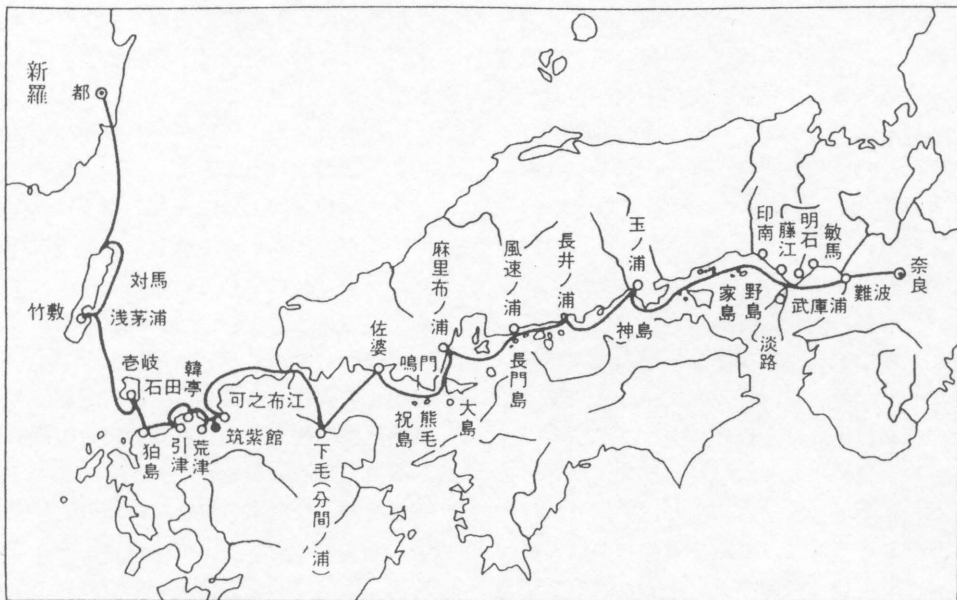 新羅
都
対馬
竹敷
浅茅浦
壱岐
石田
韓亭
可之布江
狛島
引津
荒津
筑紫館
下毛(分間ノ浦)
佐婆
鳴門
祝島
熊毛
大島
麻里布ノ浦
風速ノ浦
長門島
長井ノ浦
玉ノ浦
神島
家島
印南
藤江
明石
敏馬
野島
淡路
武庫浦
難波
奈良